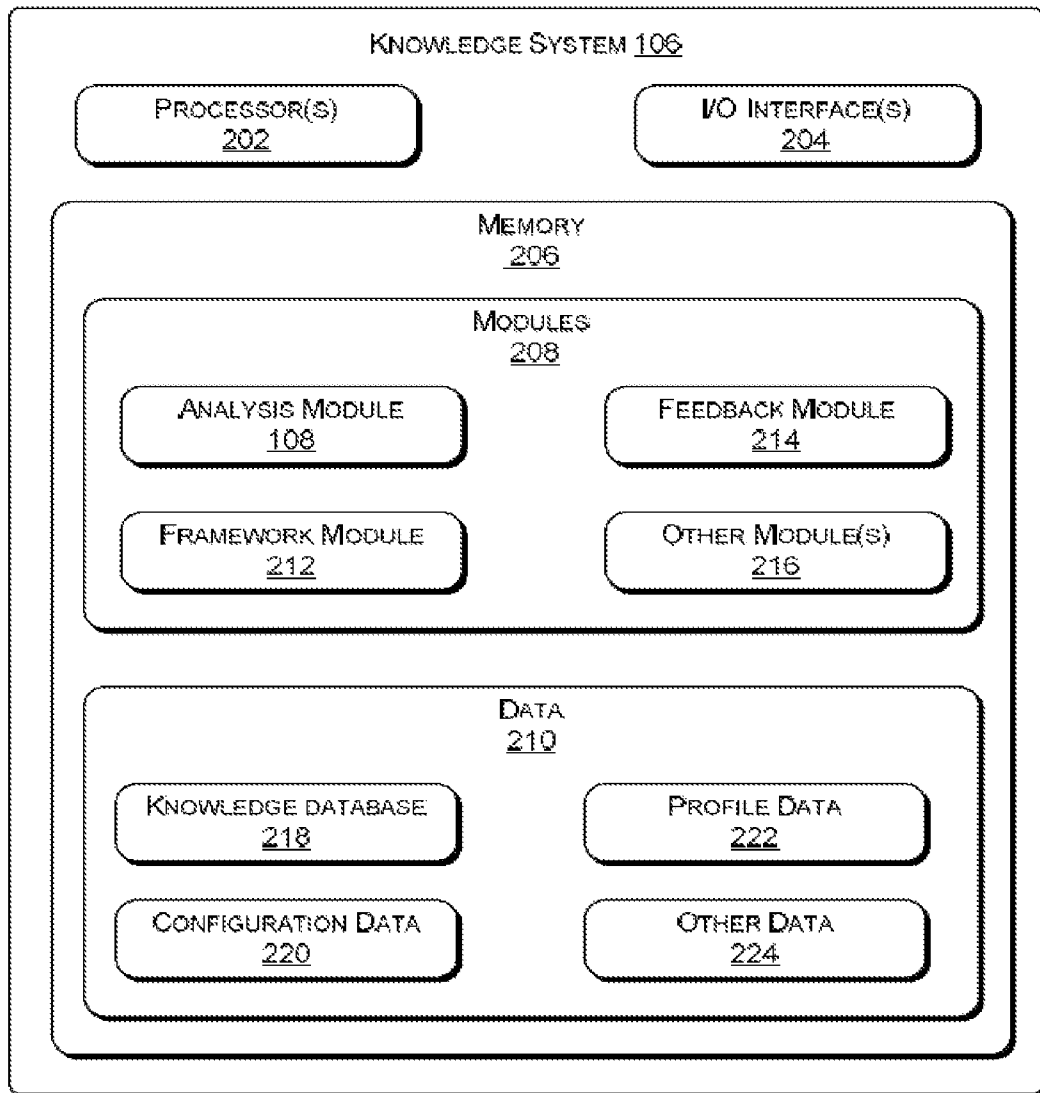 KNOWLEDGE SYSTEM 106
PROCESSOR(S)
202
I/O INTERFACE(S)
204
MEMORY
206
MODULES
208
ANALYSIS MODULE
108
FEEDBACK MODULE
214
FRAMEWORK MODULE
212
OTHER MODULE(S)
216
DATA
210
KNOWLEDGE DATABASE
218
PROFILE DATA
222
CONFIGURATION DATA
220
OTHER DATA
224